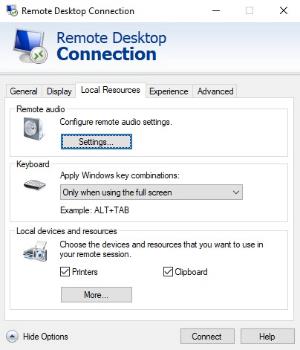 Remote Desktop Connection
Remote Desktop
Connection
General Display Local Resources Experience Advanced
Remote audio
Configure remote audio settings.
Settings...
Keyboard
Apply Windows key combinations:
Only when using the full screen
Example: ALT+TAB
Local devices and resources
Choose the devices and resources that you want to use in
your remote session.
Printers Clipboard
More...
Hide Options Connect Help